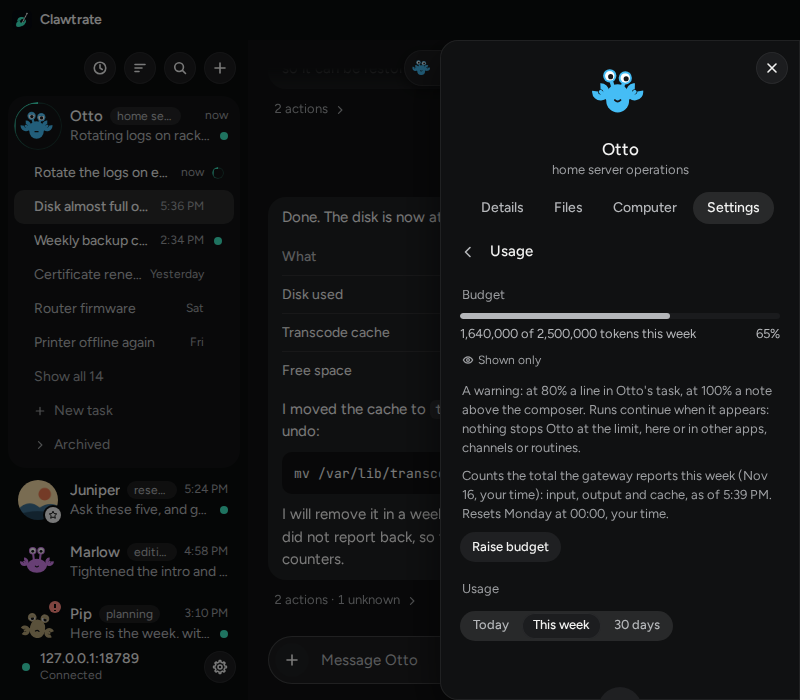 Clawtrate
Otto home se... now
Rotating logs on rack...
Rotate the logs on e... now
Disk almost full o... 5:36 PM
Weekly backup c... 2:34 PM
Certificate rene... Yesterday
Router firmware Sat
Printer offline again Fri
Show all 14
New task
Archived
Juniper rese... 5:24 PM
Ask these five, and g...
Marlow editi... 4:58 PM
Tightened the intro and ...
Pip planning 3:10 PM
Here is the week. wit...
127.0.0.1:18789
Connected
2 actions
Done. The disk is now at
What
Disk used
Transcode cache
Free space
I moved the cache to
undo:
mv /var/lib/transc
I will remove it in a week
did not report back, so
counters.
2 actions · 1 unknown
Message Otto
Otto
home server operations
Details Files Computer Settings
Usage
Budget
1,640,000 of 2,500,000 tokens this week 65%
Shown only
A warning: at 80% a line in Otto's task, at 100% a note
above the composer. Runs continue when it appears:
nothing stops Otto at the limit, here or in other apps,
channels or routines.
Counts the total the gateway reports this week (Nov
16, your time): input, output and cache, as of 5:39 PM.
Resets Monday at 00:00, your time.
Raise budget
Usage
Today This week 30 days